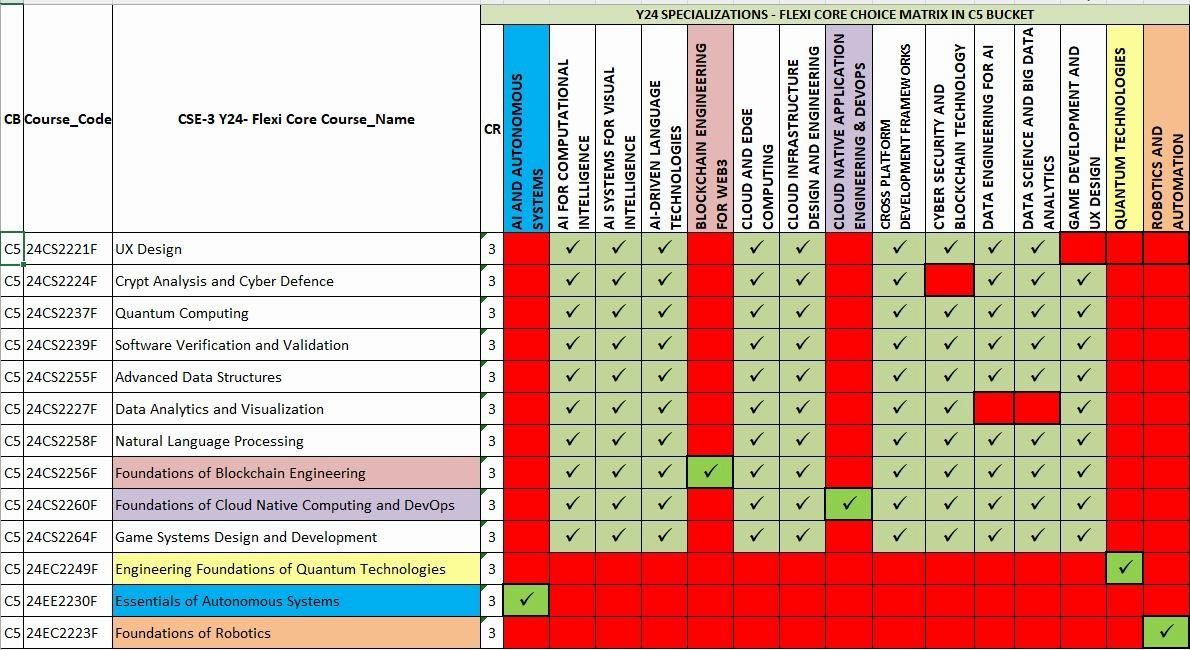 Y24 SPECIALIZATIONS - FLEXI CORE CHOICE MATRIX IN C5 BUCKET
CB Course_Code CSE-3 Y24- Flexi Core Course_Name CR
AI AND AUTONOMOUS
SYSTEMS
AI FOR COMPUTATIONAL
INTELLIGENCE
AI SYSTEMS FOR VISUAL
INTELLIGENCE
AI-DRIVEN LANGUAGE
TECHNOLOGIES
BLOCKCHAIN ENGINEERING
FOR WEB3
CLOUD AND EDGE
COMPUTING
CLOUD INFRASTRUCTURE
DESIGN AND ENGINEERING
CLOUD NATIVE APPLICATION
ENGINEERING & DEVOPS
CROSS PLATFORM
DEVELOPMENT FRAMEWORKS
CYBER SECURITY AND
BLOCKCHAIN TECHNOLOGY
DATA ENGINEERING FOR AI
DATA SCIENCE AND BIG DATA
ANALYTICS
GAME DEVELOPMENT AND
UX DESIGN
QUANTUM TECHNOLOGIES
ROBOTICS AND
AUTOMATION
C5 24CS2221F UX Design 3
C5 24CS2224F Crypt Analysis and Cyber Defence 3
C5 24CS2237F Quantum Computing 3
C5 24CS2239F Software Verification and Validation 3
C5 24CS2255F Advanced Data Structures 3
C5 24CS2227F Data Analytics and Visualization 3
C5 24CS2258F Natural Language Processing 3
C5 24CS2256F Foundations of Blockchain Engineering 3
C5 24CS2260F Foundations of Cloud Native Computing and DevOps 3
C5 24CS2264F Game Systems Design and Development 3
C5 24EC2249F Engineering Foundations of Quantum Technologies 3
C5 24EE2230F Essentials of Autonomous Systems 3
C5 24EC2223F Foundations of Robotics 3